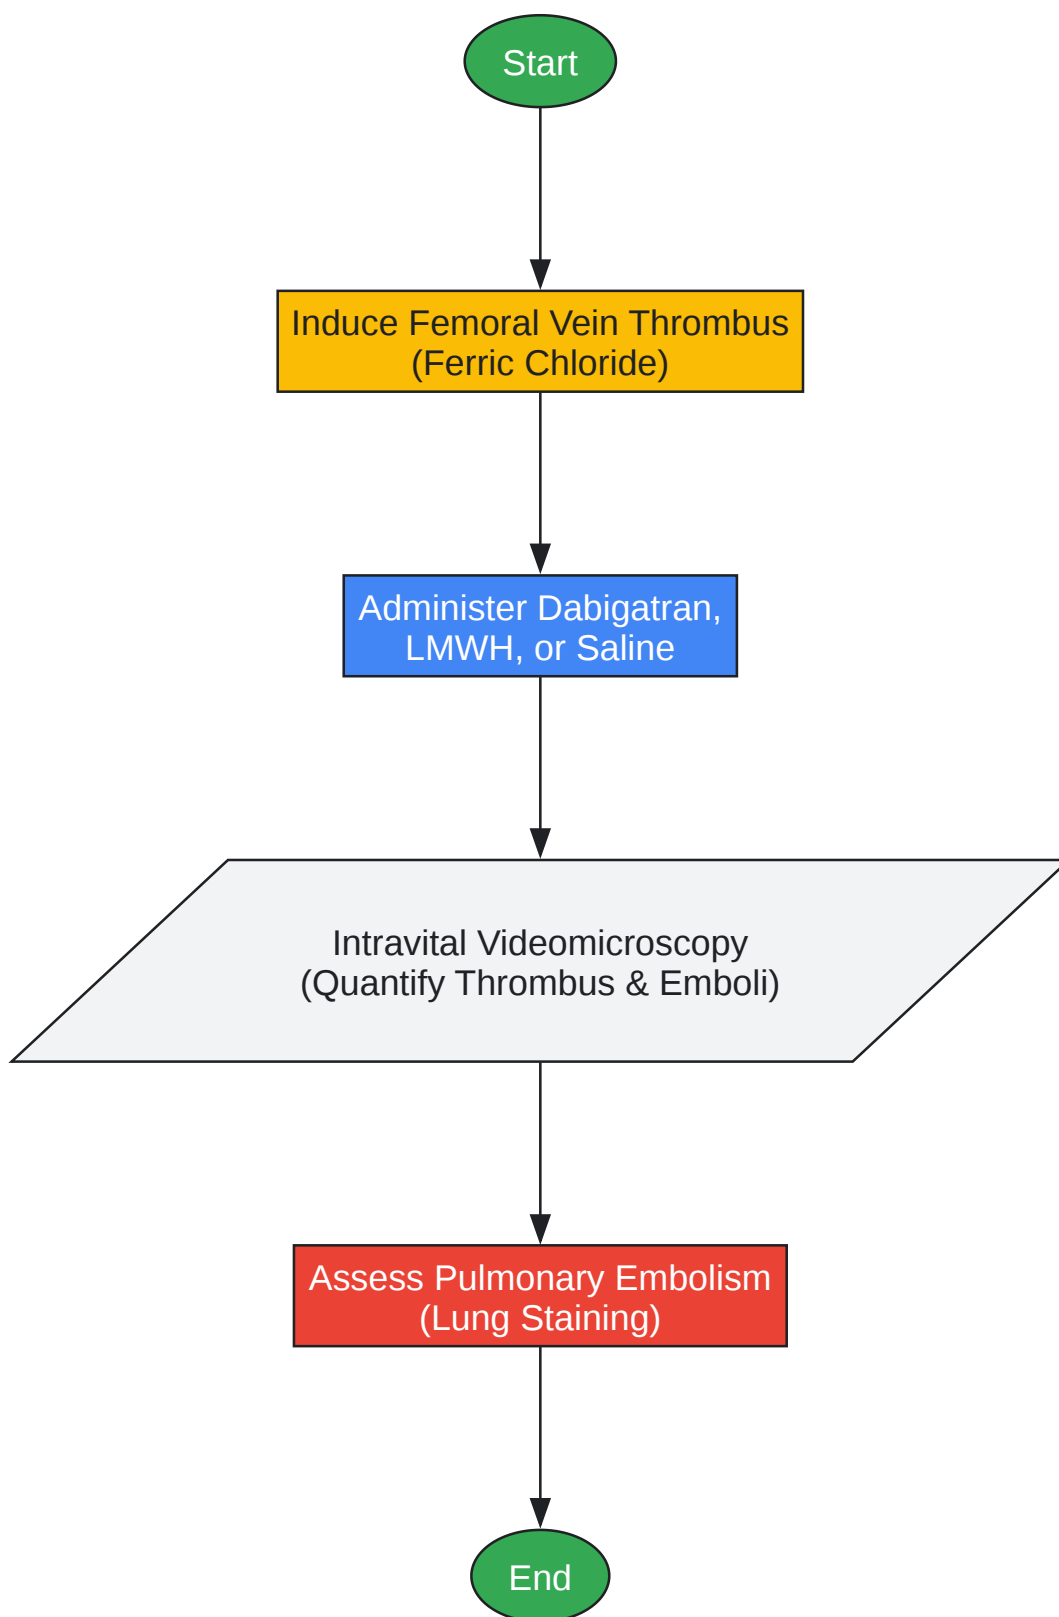 Start
Induce Femoral Vein Thrombus
(Ferric Chloride)
Administer Dabigatran,
LMWH, or Saline
Intravital Videomicroscopy
(Quantify Thrombus & Emboli)
Assess Pulmonary Embolism
(Lung Staining)
End